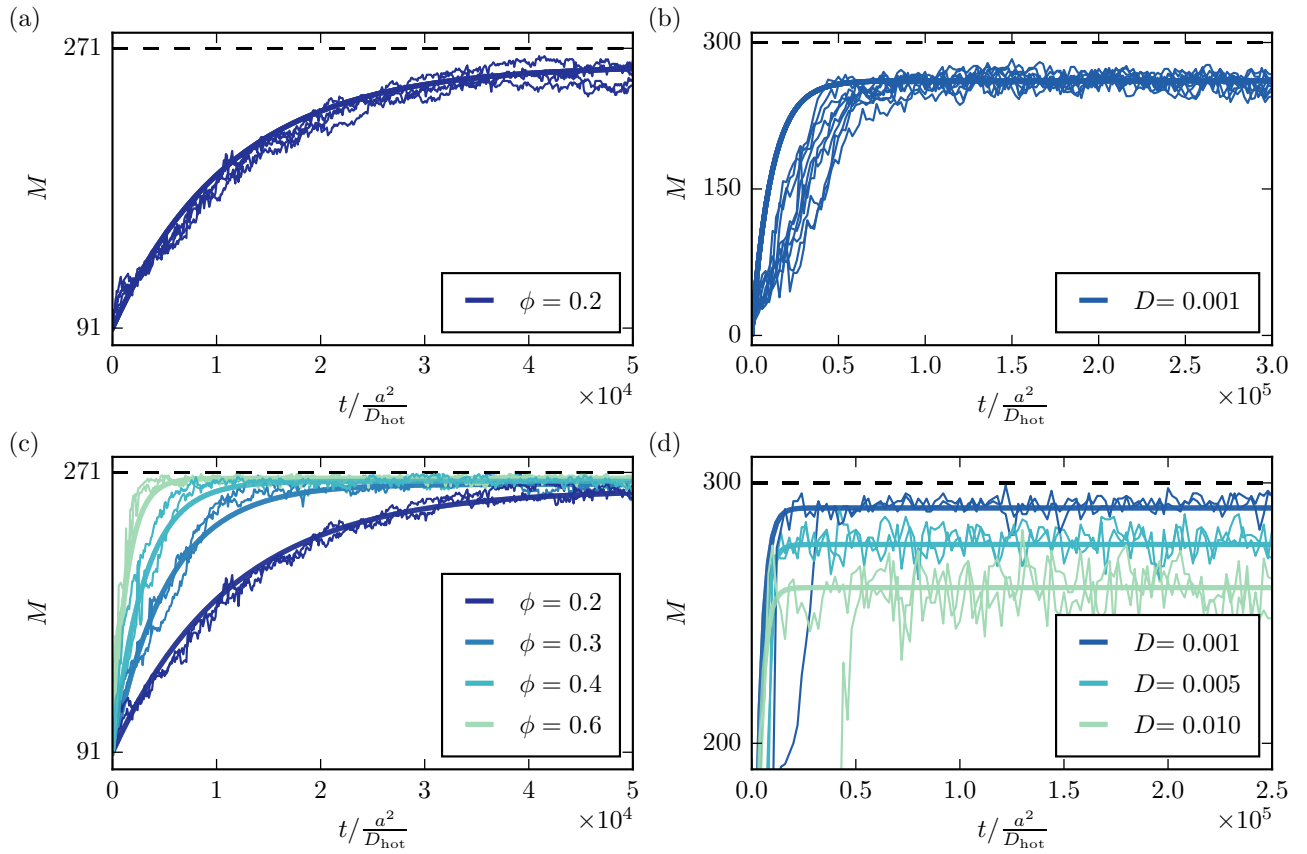 (a)
271
M
91
0
1
2
3
4
5
×10⁴
t/ a²/D_hot
ϕ = 0.2
(b)
300
M
150
0
0.0
0.5
1.0
1.5
2.0
2.5
3.0
×10⁵
t/ a²/D_hot
D= 0.001
(c)
271
M
91
0
1
2
3
4
5
×10⁴
t/ a²/D_hot
ϕ = 0.2
ϕ = 0.3
ϕ = 0.4
ϕ = 0.6
(d)
300
M
200
0.0
0.5
1.0
1.5
2.0
2.5
×10⁵
t/ a²/D_hot
D= 0.001
D= 0.005
D= 0.010